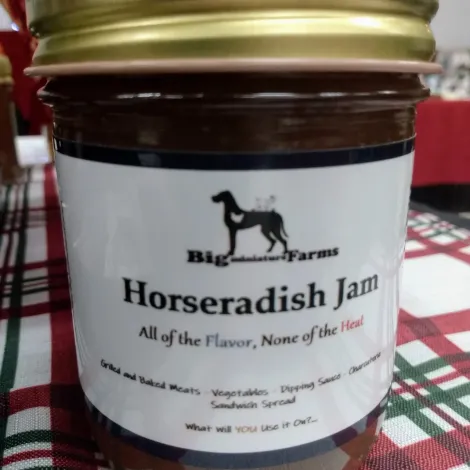 Big miniature Farms
Horseradish Jam
All of the Flavor, None of the Heat
Grilled and Baked Meats - Vegetables - Dipping Sauce - Charcuterie
Sandwich Spread
What Will YOU Use it On?...